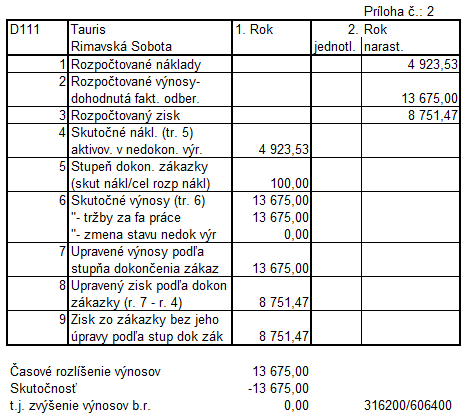 Príloha č.: 2
D111 Tauris 1. Rok 2. Rok
Rimavská Sobota jednotl. narast.
1 Rozpočtované náklady 4 923,53
2 Rozpočtované výnosy-
dohodnutá fakt. odber. 13 675,00
3 Rozpočtovaný zisk 8 751,47
4 Skutočné nákl. (tr. 5)
aktivov. v nedokon. výr. 4 923,53
5 Stupeň dokon. zákazky
(skut nákl/cel rozp nákl) 100,00
6 Skutočné výnosy (tr. 6) 13 675,00
"- tržby za fa práce 13 675,00
"- zmena stavu nedok výr 0,00
7 Upravené výnosy podľa
stupňa dokončenia zákaz 13 675,00
8 Upravený zisk podľa dokon
zákazky (r. 7 - r. 4) 8 751,47
9 Zisk zo zákazky bez jeho
úpravy podľa stup dok zák 8 751,47
Časové rozlíšenie výnosov 13 675,00
Skutočnosť -13 675,00
t.j. zvýšenie výnosov b.r. 0,00 316200/606400